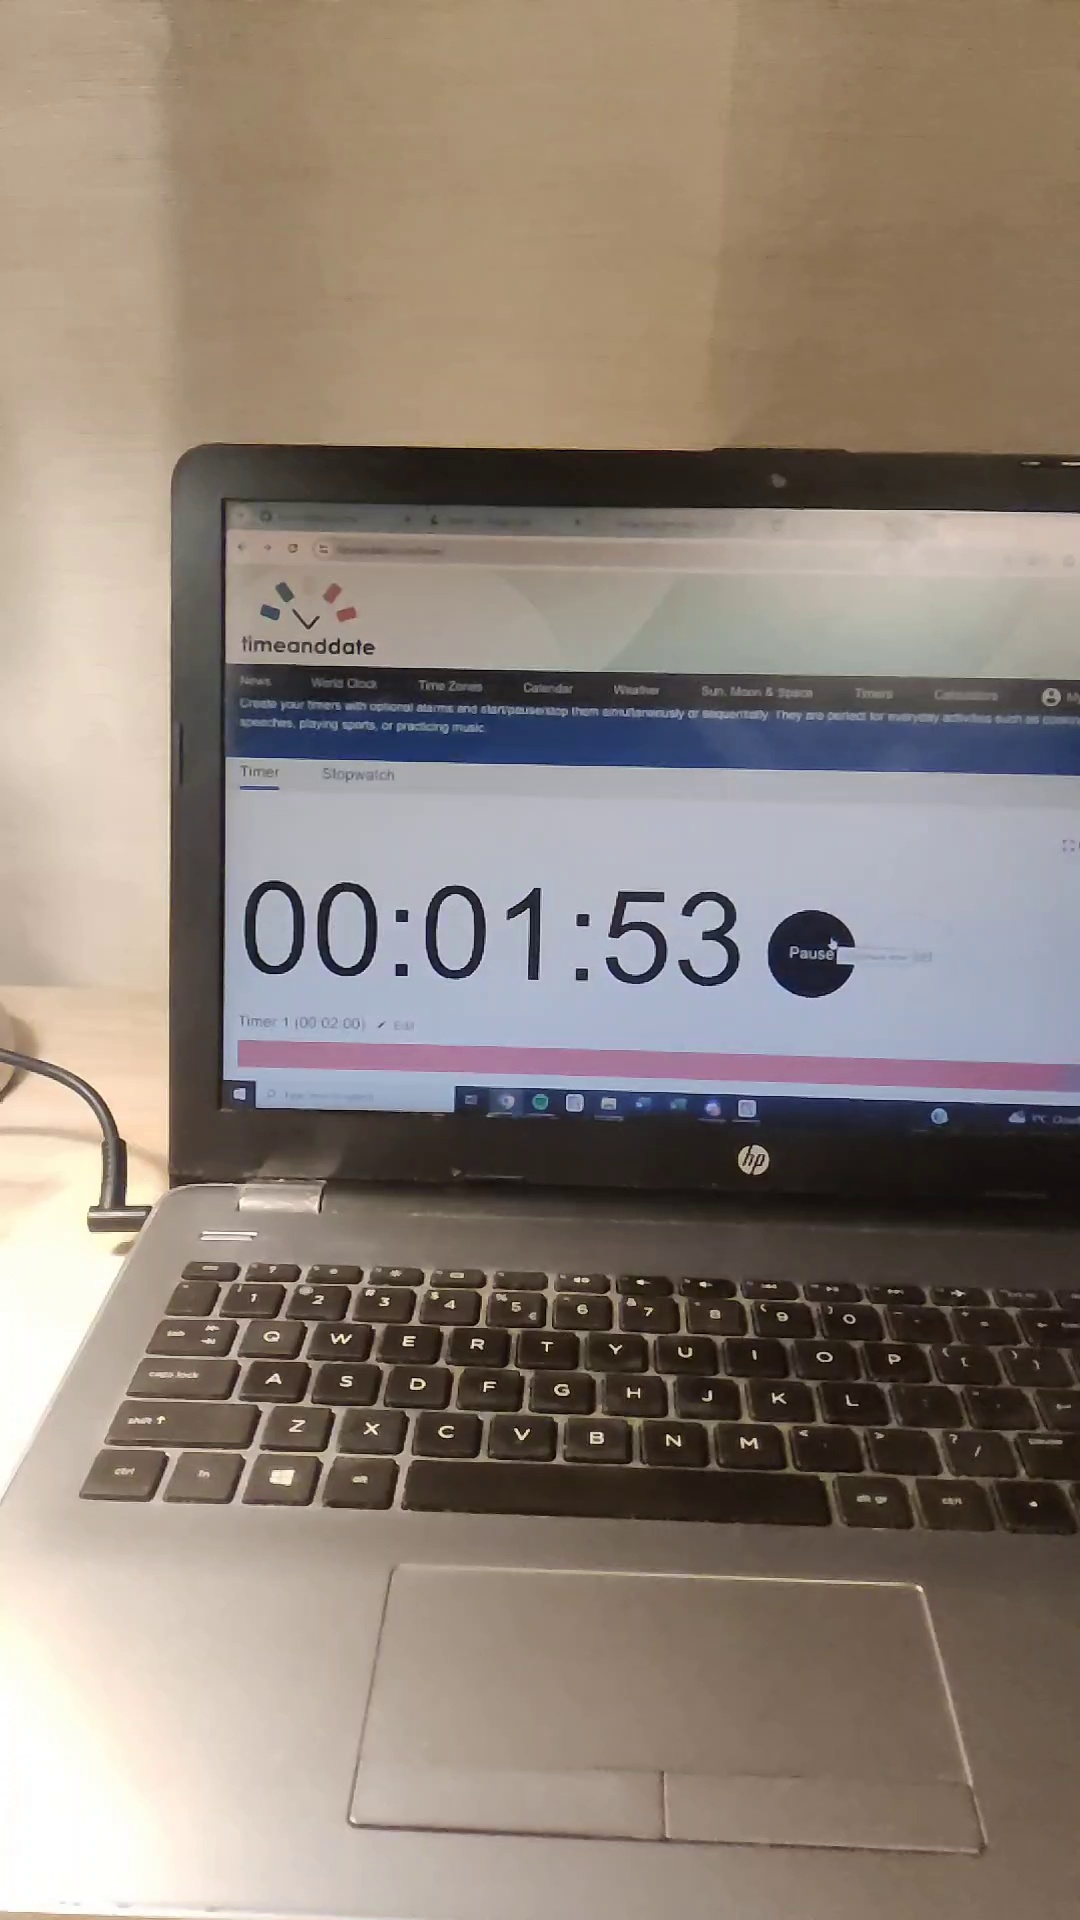 timeanddate
News World Clock Time Zones Calendar Weather Sun, Moon & Space Timers Calculators My
Create your timers with optional alarms and start/pause/stop them simultaneously or sequentially. They are perfect for everyday activities such as
speeches, playing sports, or practicing music.
Timer Stopwatch
00:01:53 Pause
Timer 1 (00:02:00) Edit
hp
1 2 3 4 5 6 7 8 9 0
tab Q W E R T Y U I O P
caps lock A S D F G H J K L
shift Z X C V B N M
ctrl fn alt alt gr ctrl